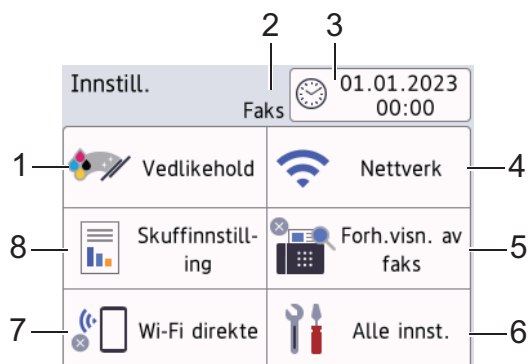 2 3
Innstill.
Faks
01.01.2023
00:00
1 Vedlikehold
Nettverk 4
8 Skuffinnstill-
ing
Forh.visn. av
faks 5
7 Wi-Fi direkte
Alle innst. 6